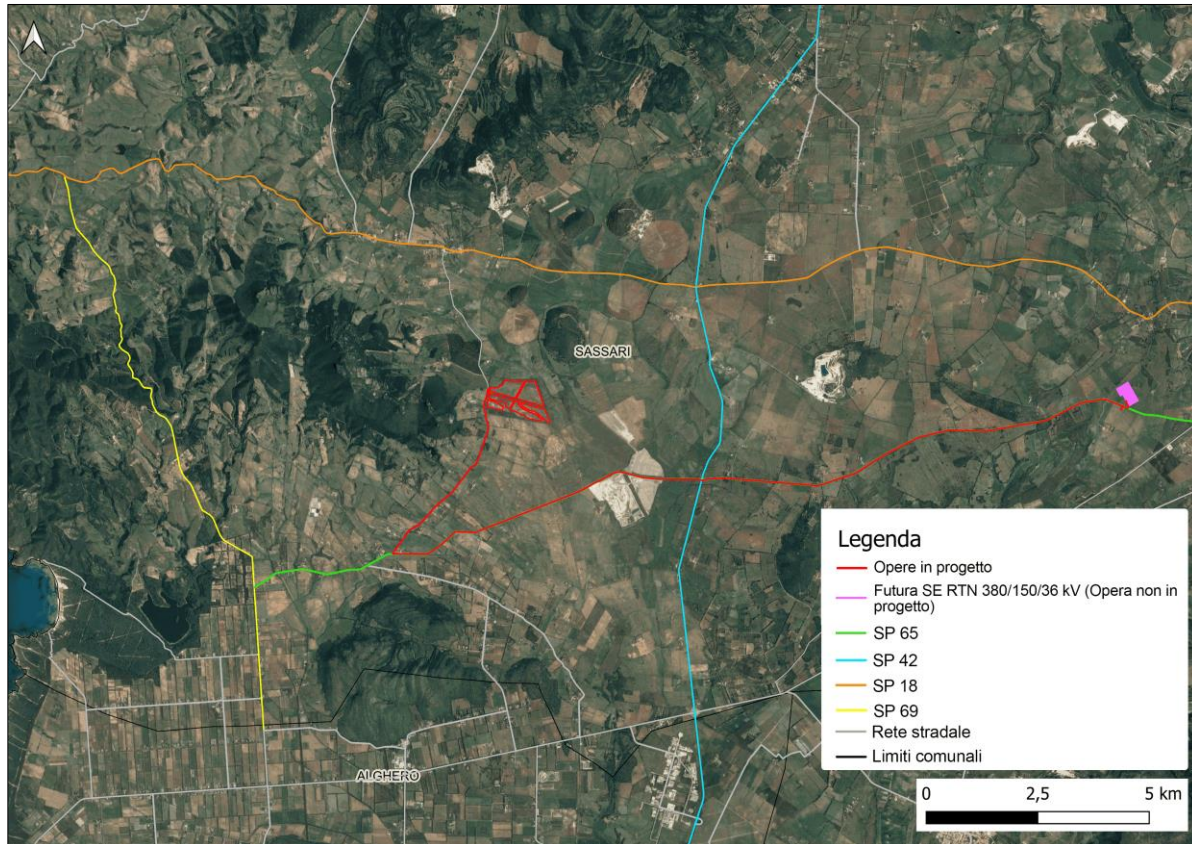 SASSARI
ALGHERO
Legenda
Opere in progetto
Futura SE RTN 380/150/36 kV (Opera non in
progetto)
SP 65
SP 42
SP 18
SP 69
Rete stradale
Limiti comunali
0 2,5 5 km